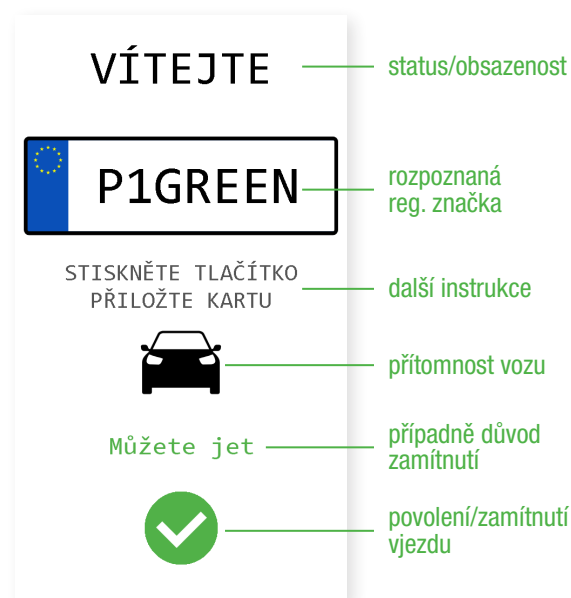 VÍTEJTE
status/obsazenost
P1GREEN
rozpoznaná
reg. značka
STISKNĚTE TLAČÍTKO
PŘILOŽTE KARTU
další instrukce
přítomnost vozu
Můžete jet
případně důvod
zamítnutí
povolení/zamítnutí
vjezdu